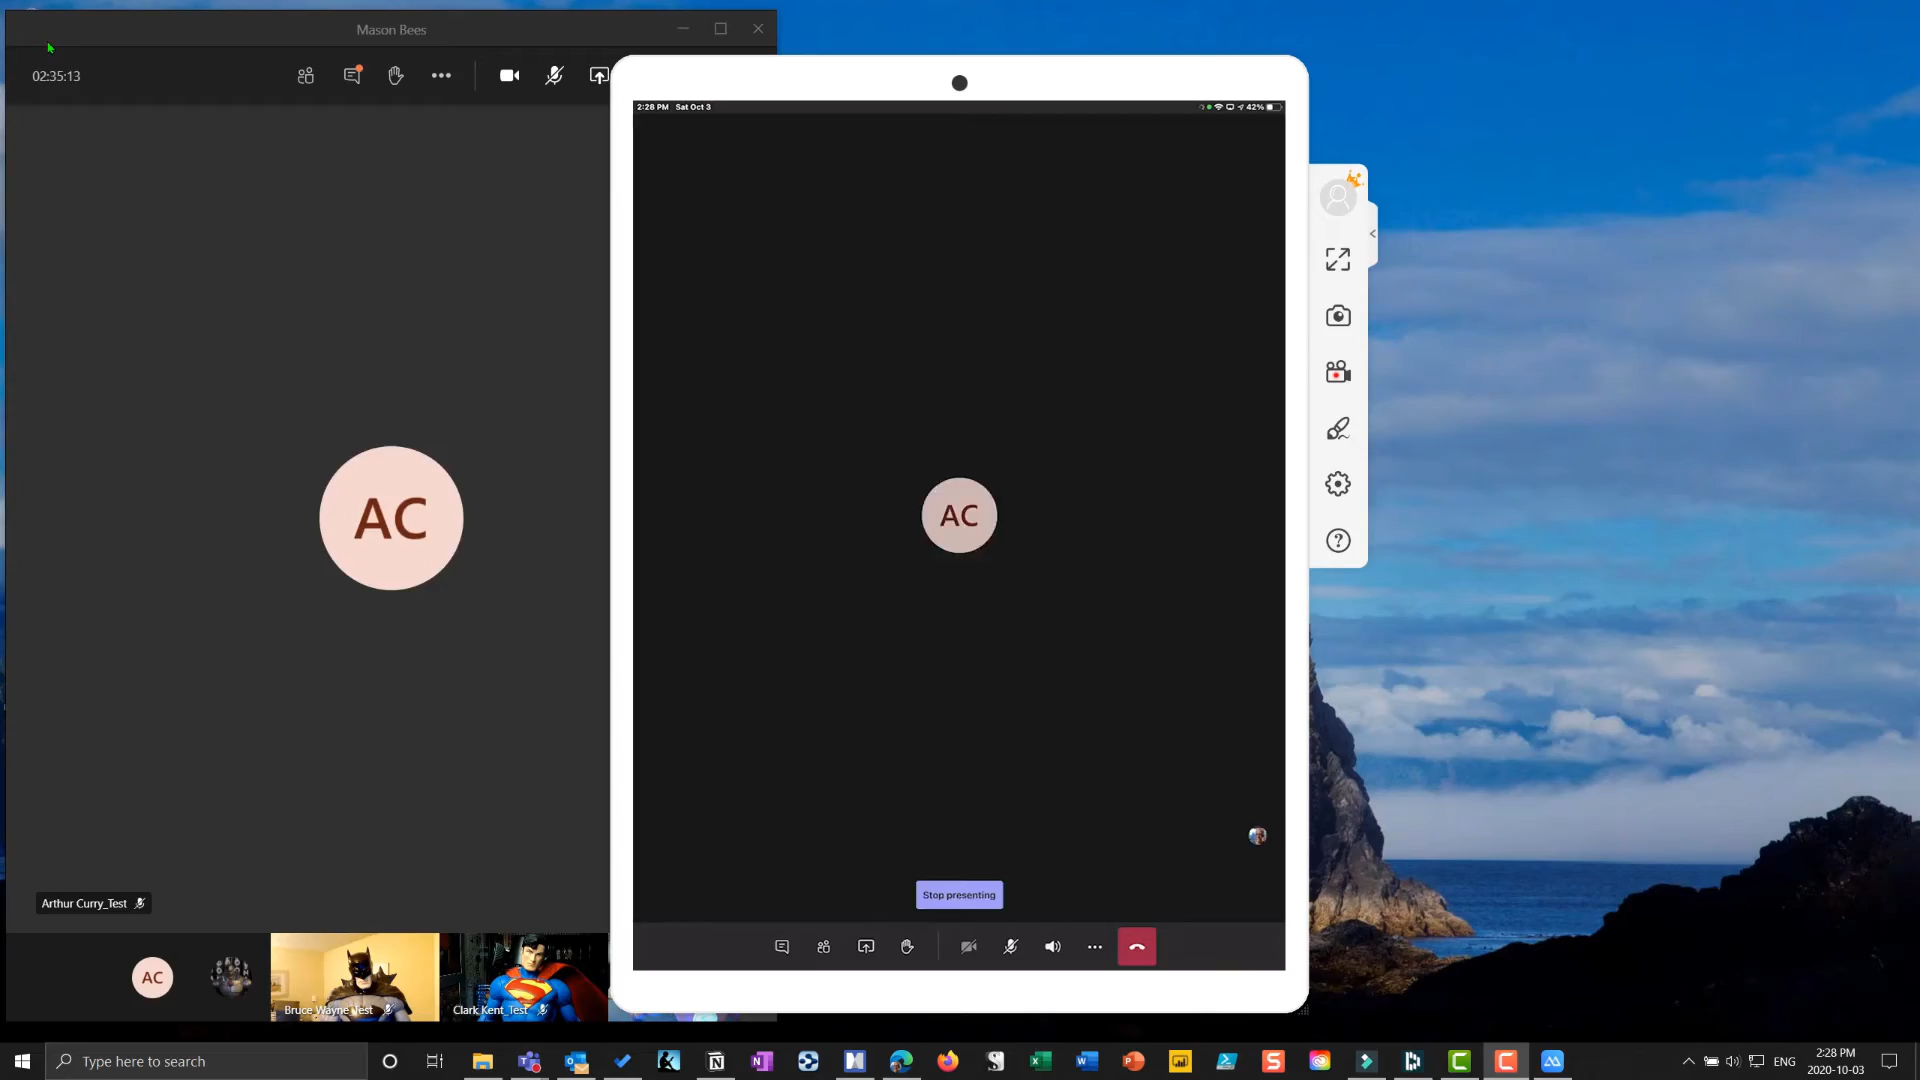 Mason Bees
02:35:13
2:28 PM Sat Oct 3
42%
AC
AC
Arthur Curry_Test
Stop presenting
AC
Bruce Wayne_Test
Clark Kent_Test
Type here to search
ENG
2:28 PM
2020-10-03